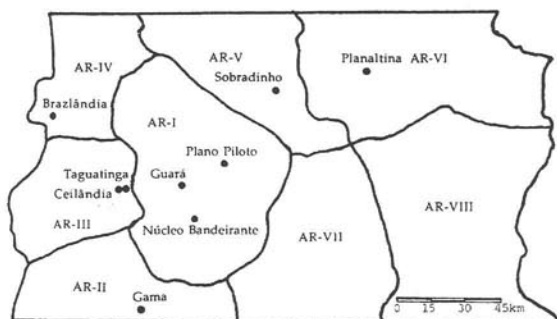 AR-IV
AR-V
Sobradinho
Planaltina AR-VI
Brazlândia
AR-I
Plano Piloto
Guará
Taguatinga
Ceilândia
AR-III
Núcleo Bandeirante
AR-VII
AR-VIII
AR-II
Gama
0 15 30 45km